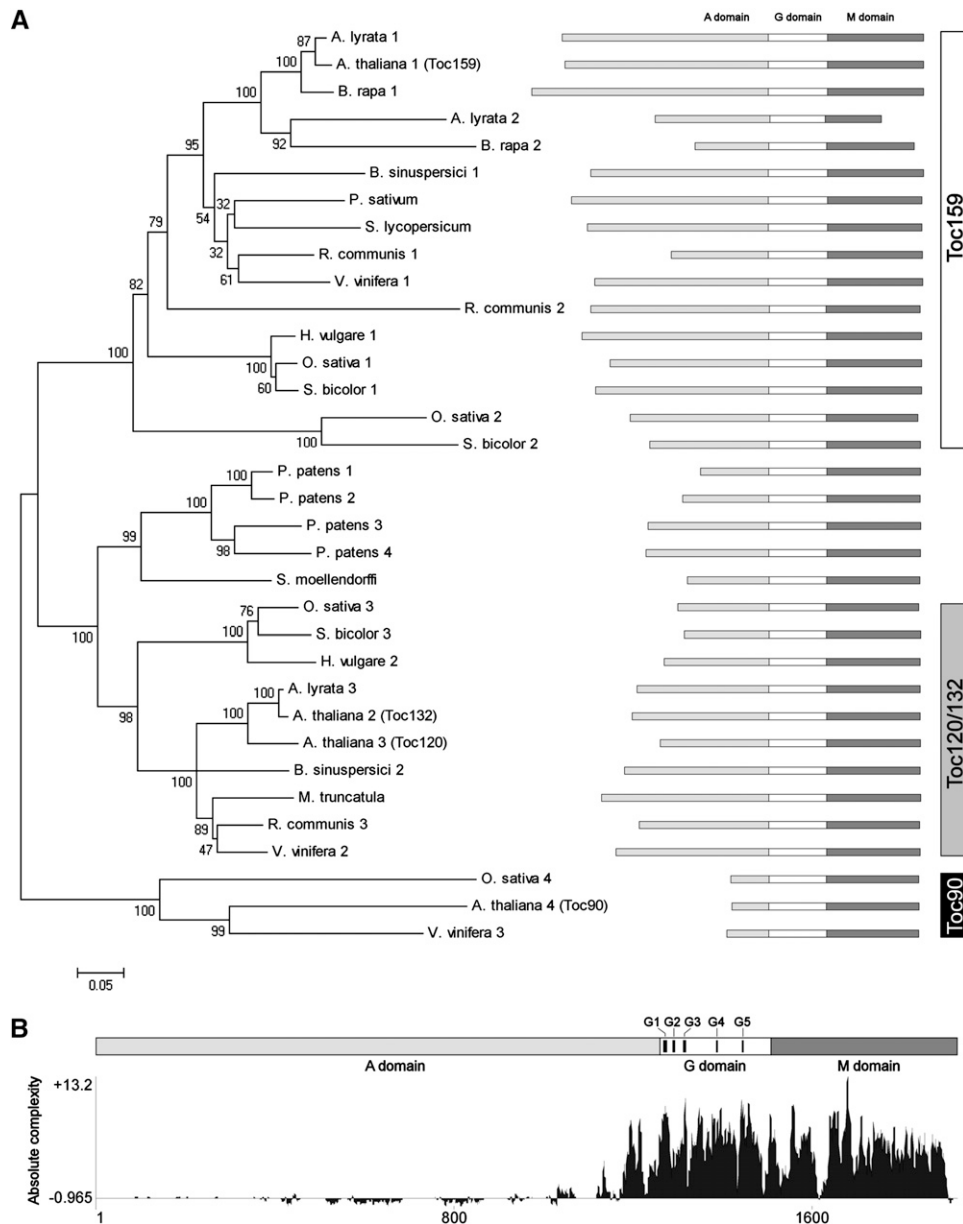 A
A domain G domain M domain
A. lyrata 1
87
A. thaliana 1 (Toc159)
100
B. rapa 1
100
A. lyrata 2
92
B. rapa 2
95
B. sinuspersici 1
54
32
P. sativum
S. lycopersicum
32
R. communis 1
61
V. vinifera 1
79
R. communis 2
82
H. vulgare 1
100
O. sativa 1
60
S. bicolor 1
100
O. sativa 2
100
S. bicolor 2
Toc159
P. patens 1
100
P. patens 2
100
P. patens 3
98
P. patens 4
99
S. moellendorffi
100
O. sativa 3
76
S. bicolor 3
100
H. vulgare 2
98
A. lyrata 3
100
A. thaliana 2 (Toc132)
100
A. thaliana 3 (Toc120)
B. sinuspersici 2
100
M. truncatula
89
R. communis 3
47
V. vinifera 2
Toc120/132
O. sativa 4
100
A. thaliana 4 (Toc90)
99
V. vinifera 3
Toc90
0.05
B
G1 G2 G3 G4 G5
A domain G domain M domain
Absolute complexity
+13.2
-0.965
1 800 1600